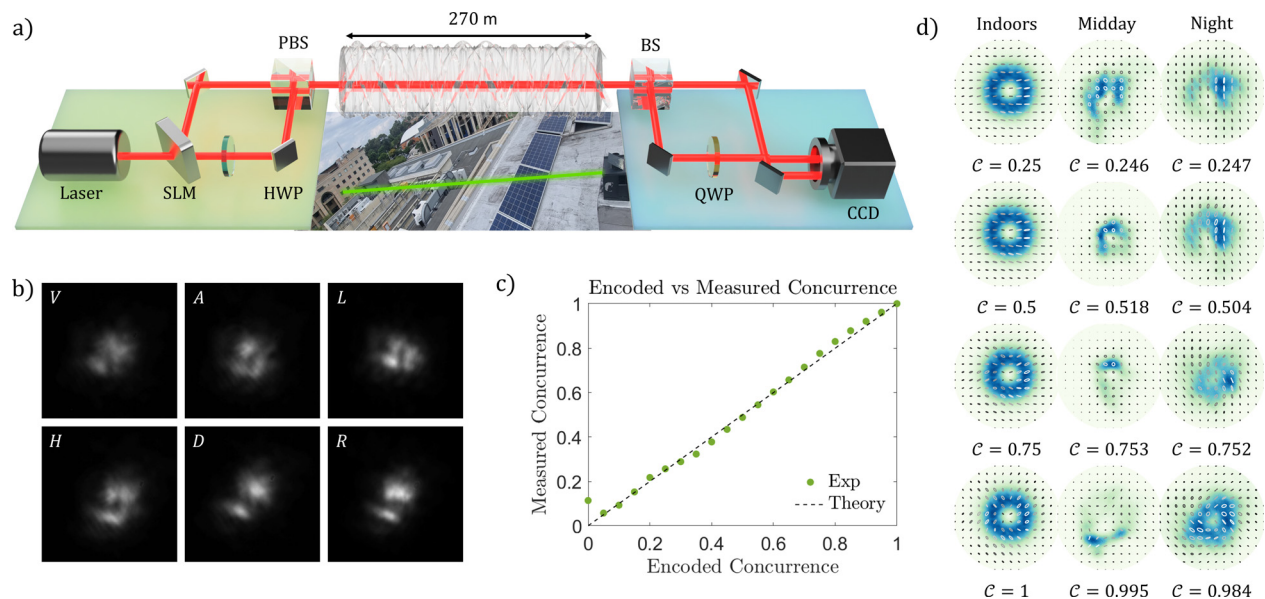 a)
270 m
PBS
BS
Laser
SLM
HWP
QWP
CCD
b)
V
A
L
H
D
R
c)
Encoded vs Measured Concurrence
Measured Concurrence
1
0.8
0.6
0.4
0.2
0
0 0.2 0.4 0.6 0.8 1
Encoded Concurrence
Exp
Theory
d)
Indoors Midday Night
𝒞 = 0.25 𝒞 = 0.246 𝒞 = 0.247
𝒞 = 0.5 𝒞 = 0.518 𝒞 = 0.504
𝒞 = 0.75 𝒞 = 0.753 𝒞 = 0.752
𝒞 = 1 𝒞 = 0.995 𝒞 = 0.984